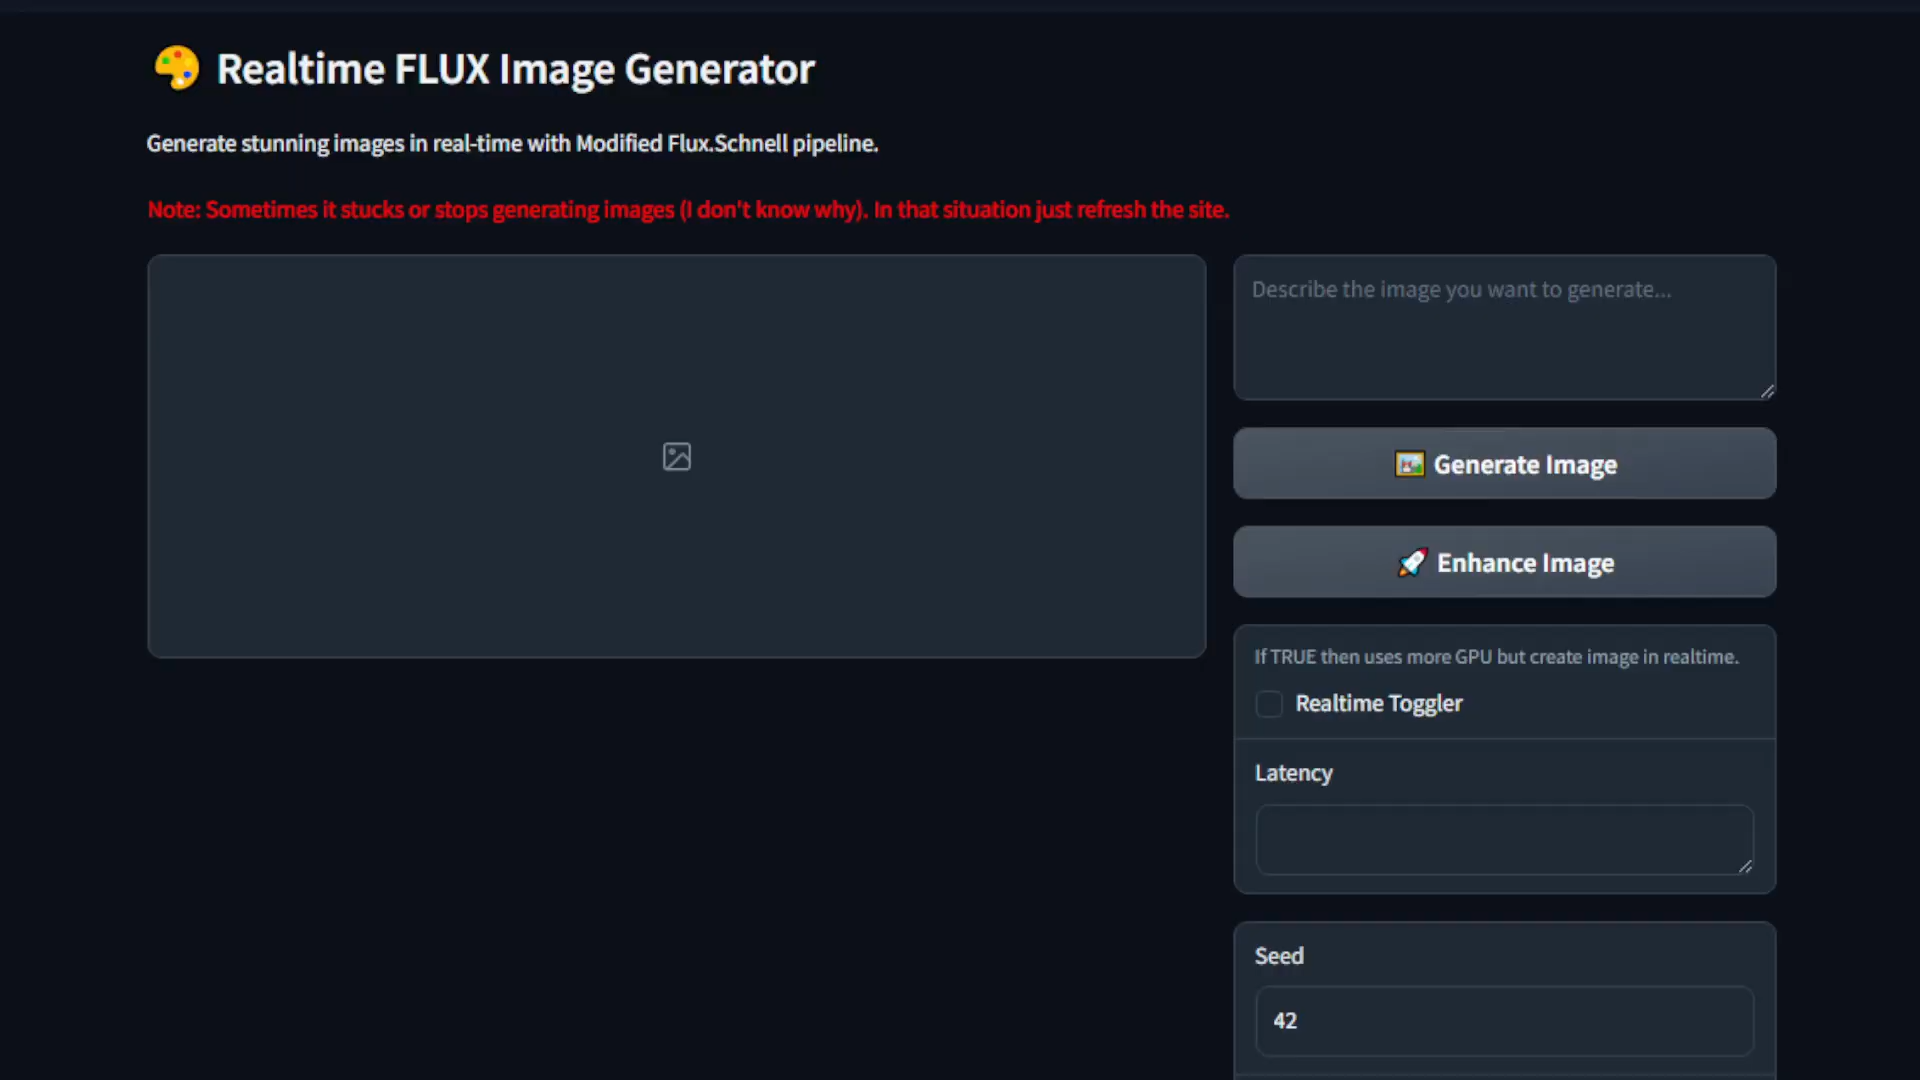 Realtime FLUX Image Generator
Generate stunning images in real-time with Modified Flux.Schnell pipeline.
Note: Sometimes it stucks or stops generating images (I don't know why). In that situation just refresh the site.
Describe the image you want to generate...
Generate Image
Enhance Image
If TRUE then uses more GPU but create image in realtime.
Realtime Toggler
Latency
Seed
42